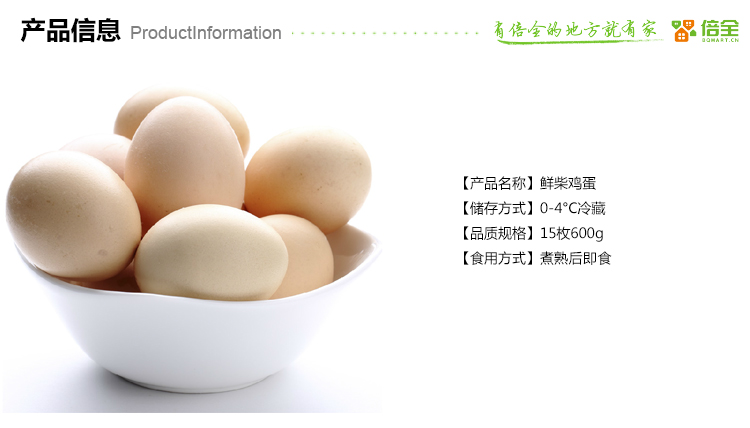 产品信息 ProductInformation
有倍全的地方就有家
倍全
BOMART.CN
【产品名称】鲜柴鸡蛋
【储存方式】0-4°C冷藏
【品质规格】15枚600g
【食用方式】煮熟后即食